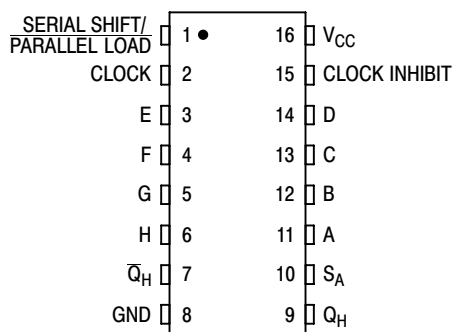 SERIAL SHIFT/
PARALLEL LOAD 1 16 VCC
CLOCK 2 15 CLOCK INHIBIT
E 3 14 D
F 4 13 C
G 5 12 B
H 6 11 A
Q̅H 7 10 SA
GND 8 9 QH